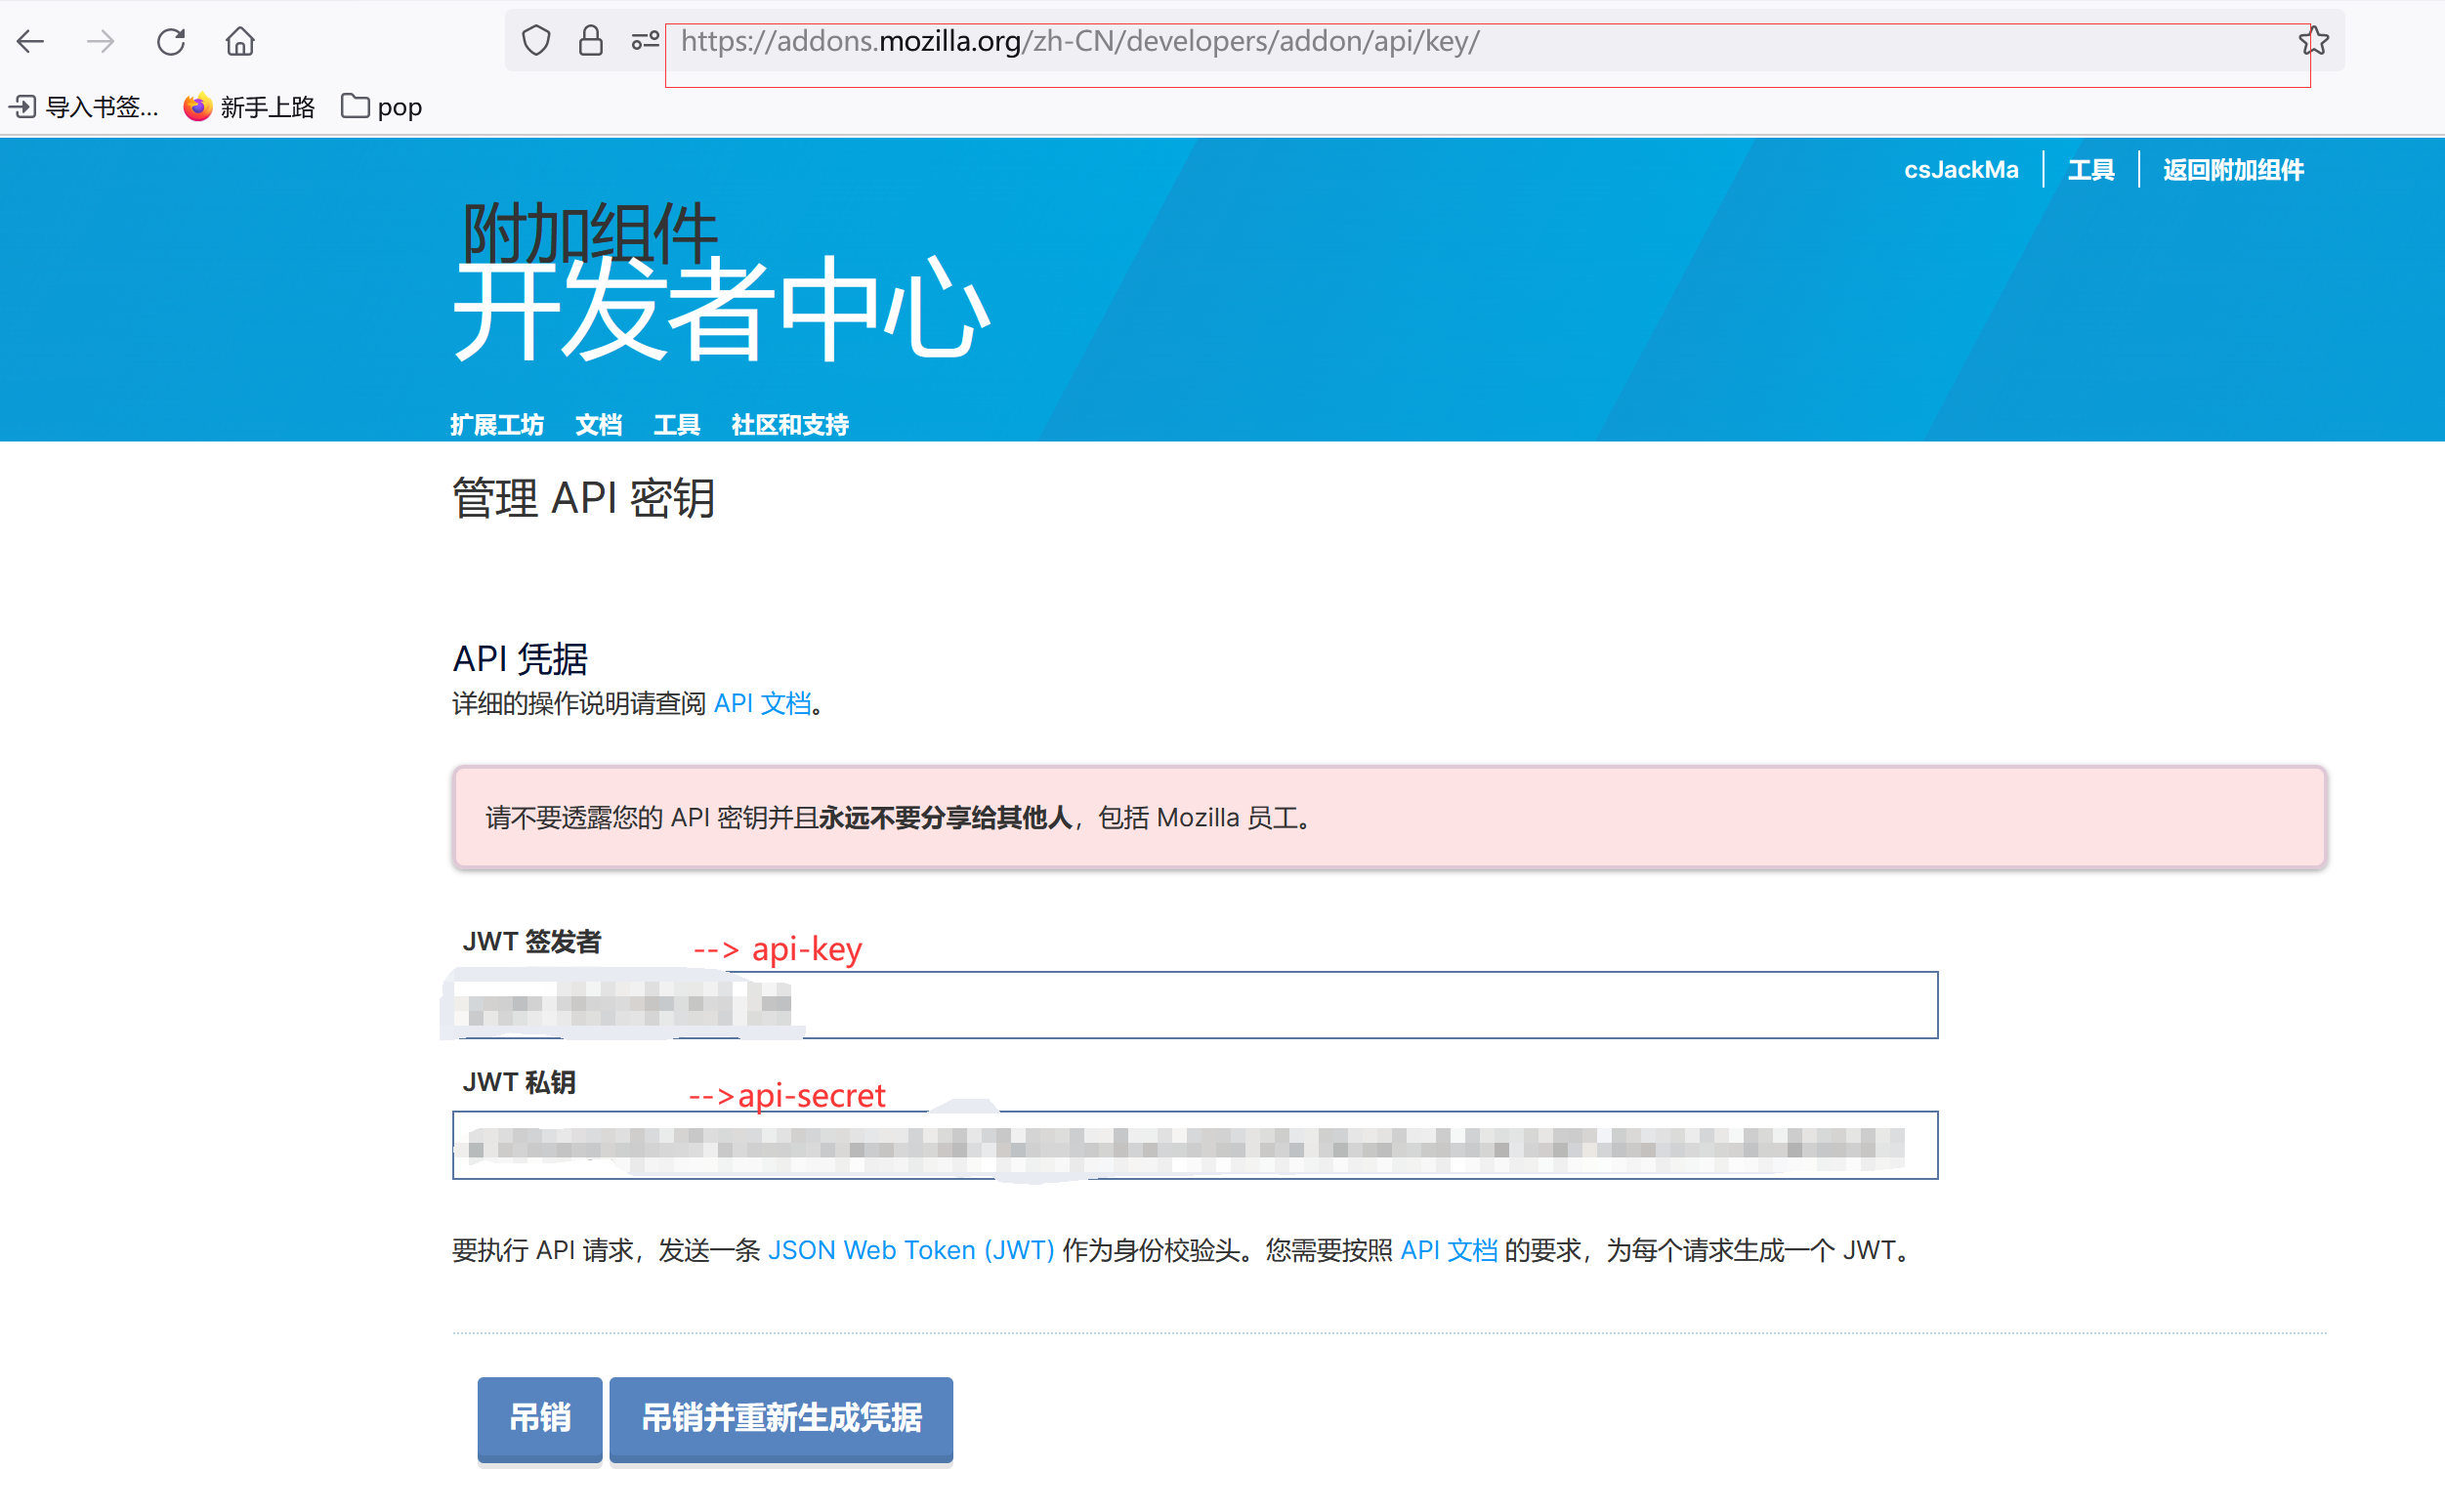 https://addons.mozilla.org/zh-CN/developers/addon/api/key/
导入书签... 新手上路 pop
csJackMa 工具 返回附加组件
附加组件
开发者中心
扩展工坊 文档 工具 社区和支持
管理 API 密钥
API 凭据
详细的操作说明请查阅 API 文档。
请不要透露您的 API 密钥并且永远不要分享给其他人，包括 Mozilla 员工。
JWT 签发者 --> api-key
JWT 私钥 -->api-secret
要执行 API 请求，发送一条 JSON Web Token (JWT) 作为身份校验头。您需要按照 API 文档 的要求，为每个请求生成一个 JWT。
吊销 吊销并重新生成凭据